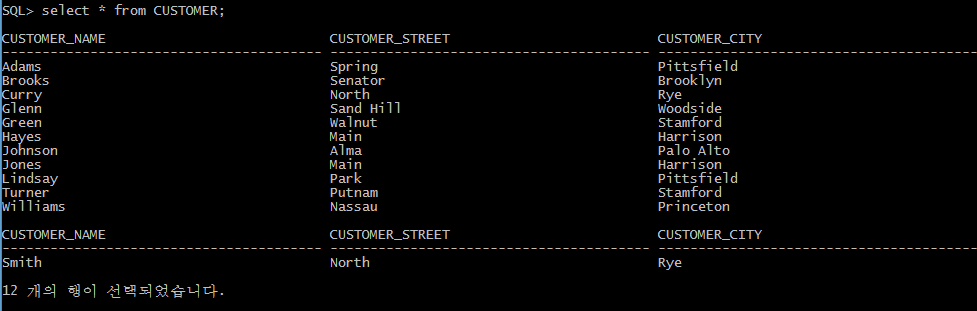 SQL> select * from CUSTOMER;
CUSTOMER_NAME CUSTOMER_STREET CUSTOMER_CITY
---------------------------------------- ---------------------------------------- ----------------------------------------
Adams Spring Pittsfield
Brooks Senator Brooklyn
Curry North Rye
Glenn Sand Hill Woodside
Green Walnut Stamford
Hayes Main Harrison
Johnson Alma Palo Alto
Jones Main Harrison
Lindsay Park Pittsfield
Turner Putnam Stamford
Williams Nassau Princeton
CUSTOMER_NAME CUSTOMER_STREET CUSTOMER_CITY
---------------------------------------- ---------------------------------------- ----------------------------------------
Smith North Rye
12 개의 행이 선택되었습니다.